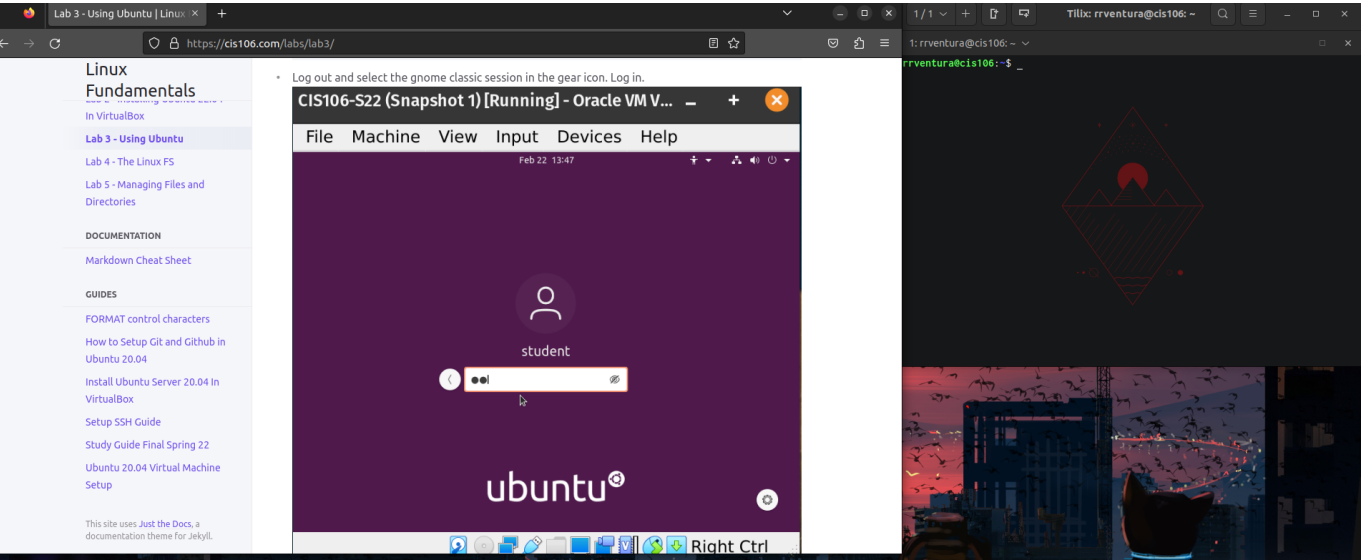 Lab 3 - Using Ubuntu | Linux
https://cis106.com/labs/lab3/
Linux
Fundamentals
In VirtualBox
Lab 3 - Using Ubuntu
Lab 4 - The Linux FS
Lab 5 - Managing Files and
Directories
DOCUMENTATION
Markdown Cheat Sheet
GUIDES
FORMAT control characters
How to Setup Git and Github in
Ubuntu 20.04
Install Ubuntu Server 20.04 In
VirtualBox
Setup SSH Guide
Study Guide Final Spring 22
Ubuntu 20.04 Virtual Machine
Setup
This site uses Just the Docs, a
documentation theme for Jekyll.
Log out and select the gnome classic session in the gear icon. Log in.
CIS106-S22 (Snapshot 1) [Running] - Oracle VM V...
File Machine View Input Devices Help
Feb 22 13:47
student
ubuntu
Right Ctrl
1 / 1
Tilix: rrventura@cis106: ~
1: rrventura@cis106: ~
rrventura@cis106:~$ _